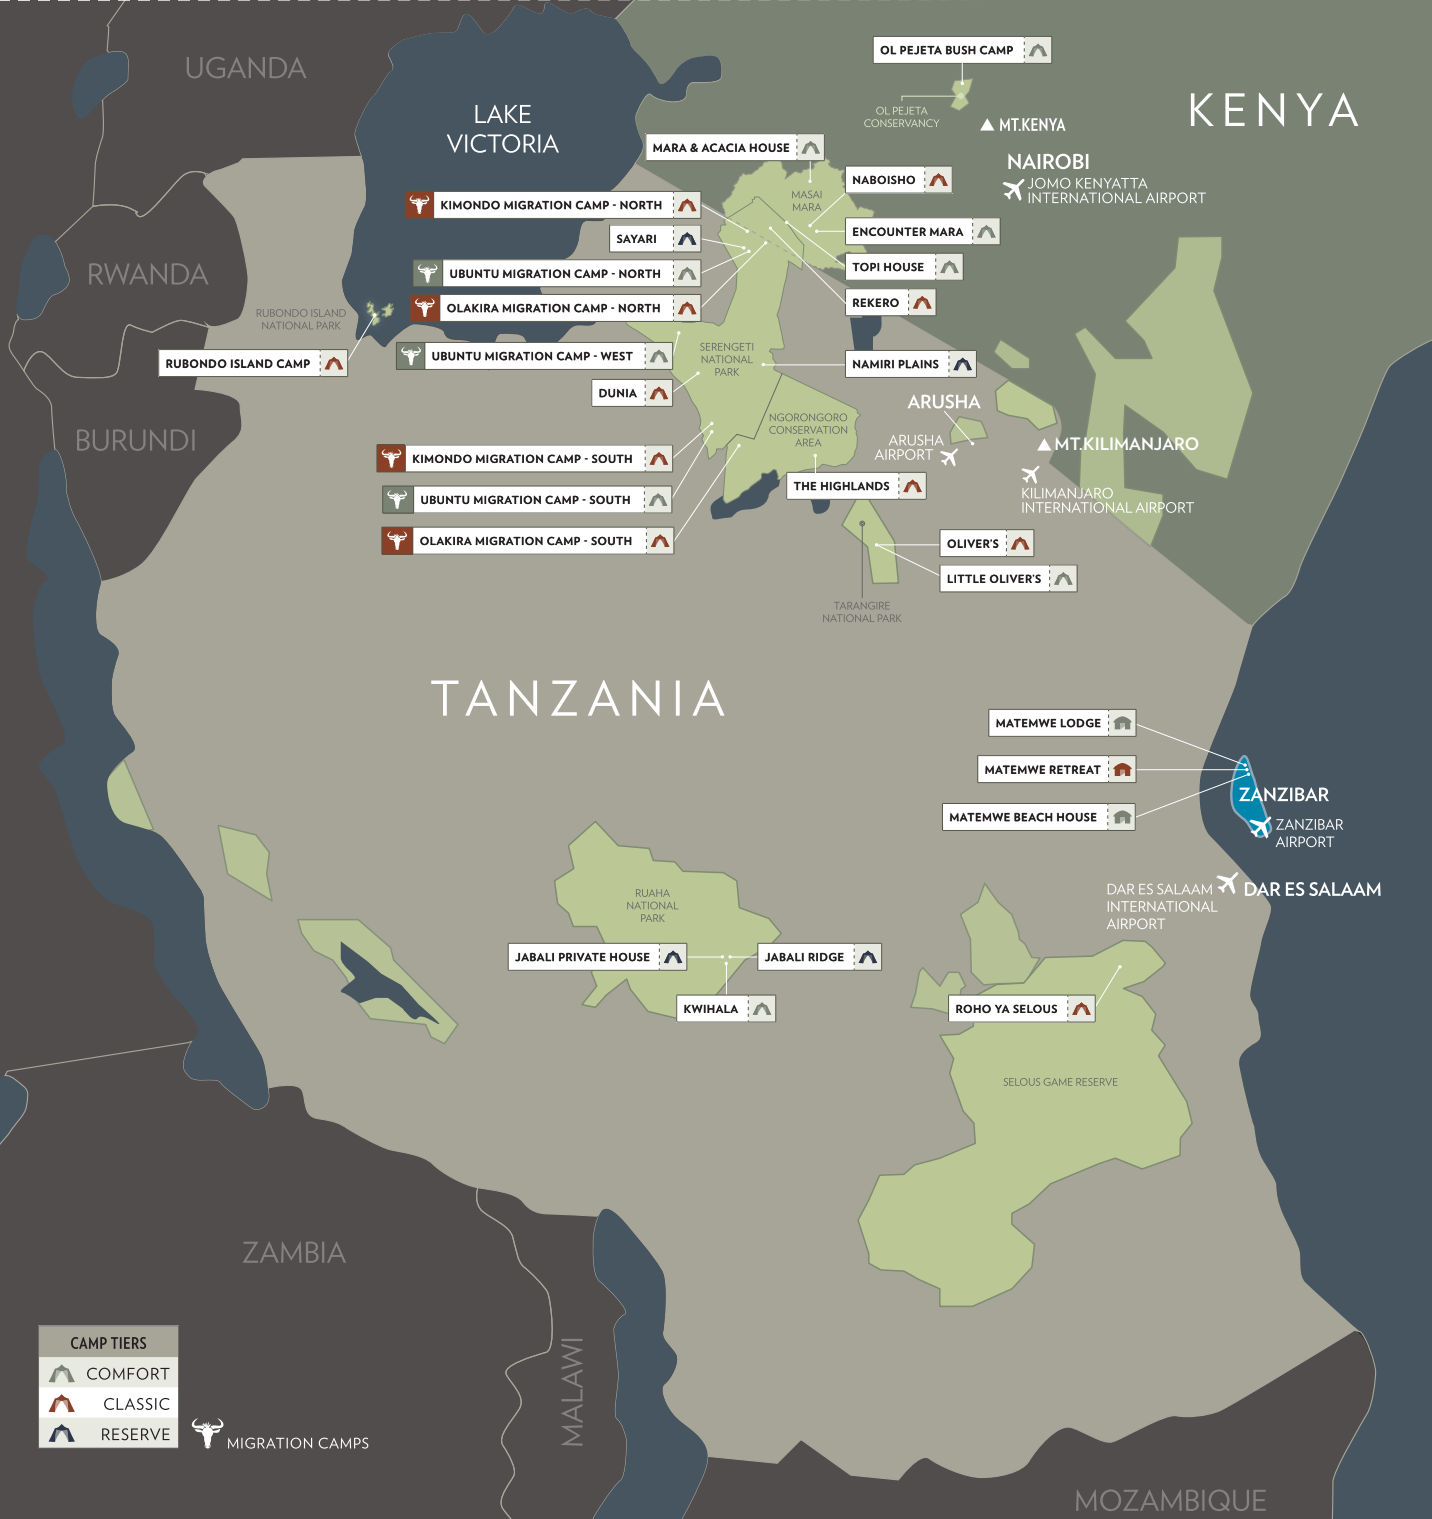 UGANDA
LAKE
VICTORIA
OL PEJETA BUSH CAMP
KENYA
OL PEJETA
CONSERVANCY
MT.KENYA
MARA & ACACIA HOUSE
NAIROBI
JOMO KENYATTA
INTERNATIONAL AIRPORT
NABOISHO
MASAI
MARA
KIMONDO MIGRATION CAMP - NORTH
SAYARI
ENCOUNTER MARA
UBUNTU MIGRATION CAMP - NORTH
TOPI HOUSE
RWANDA
OLAKIRA MIGRATION CAMP - NORTH
REKERO
RUBONDO ISLAND
NATIONAL PARK
RUBONDO ISLAND CAMP
UBUNTU MIGRATION CAMP - WEST
SERENGETI
NATIONAL
PARK
NAMIRI PLAINS
DUNIA
ARUSHA
BURUNDI
NGORONGORO
CONSERVATION
AREA
ARUSHA
AIRPORT
MT.KILIMANJARO
KIMONDO MIGRATION CAMP - SOUTH
UBUNTU MIGRATION CAMP - SOUTH
THE HIGHLANDS
KILIMANJARO
INTERNATIONAL AIRPORT
OLAKIRA MIGRATION CAMP - SOUTH
OLIVER'S
LITTLE OLIVER'S
TARANGIRE
NATIONAL PARK
TANZANIA
MATEMWE LODGE
MATEMWE RETREAT
MATEMWE BEACH HOUSE
ZANZIBAR
ZANZIBAR
AIRPORT
DAR ES SALAAM
INTERNATIONAL
AIRPORT
DAR ES SALAAM
RUAHA
NATIONAL
PARK
JABALI PRIVATE HOUSE
JABALI RIDGE
KWIHALA
ROHO YA SELOUS
SELOUS GAME RESERVE
ZAMBIA
MALAWI
CAMP TIERS
COMFORT
CLASSIC
RESERVE
MIGRATION CAMPS
MOZAMBIQUE